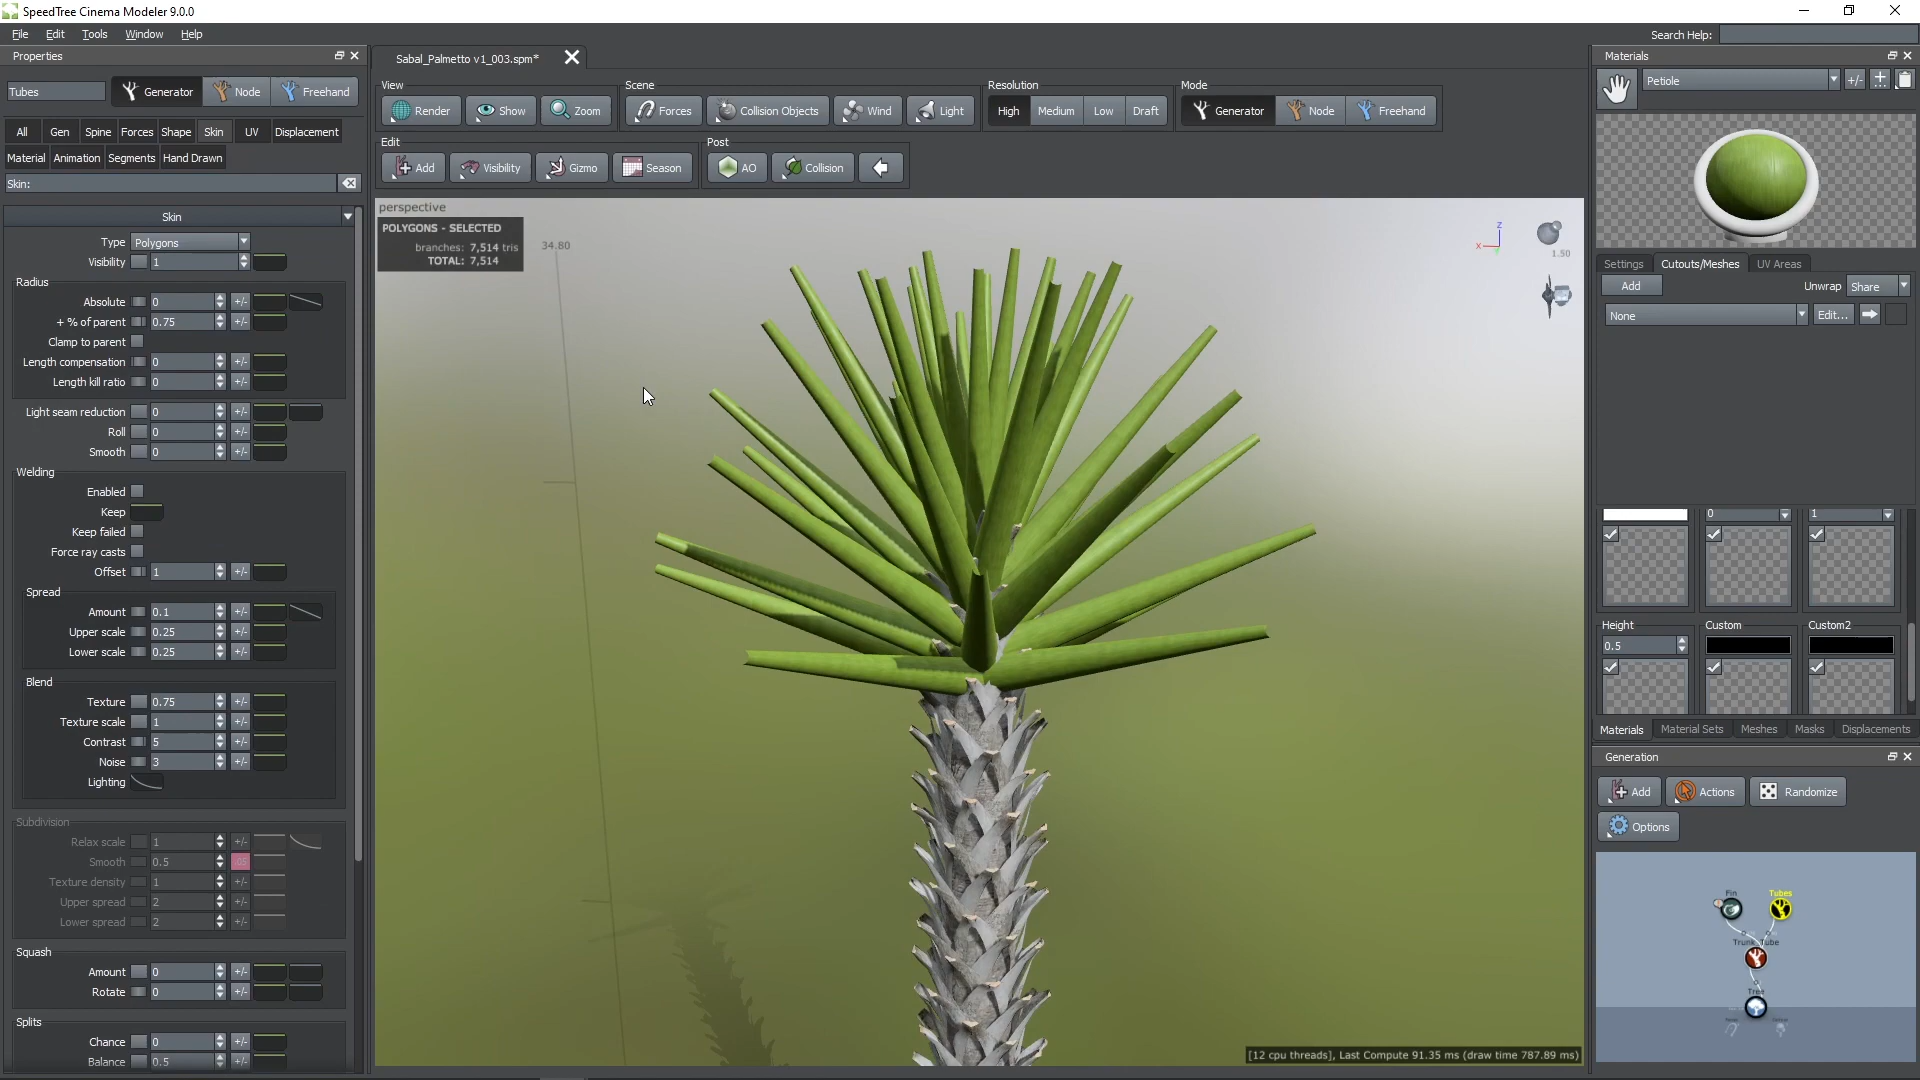 SpeedTree Cinema Modeler 9.0.0
File Edit Tools Window Help
Search Help:
Properties
Sabal_Palmetto v1_003.spm*
Materials
Tubes Generator Node Freehand
View Scene Resolution Mode
Render Show Zoom Forces Collision Objects Wind Light High Medium Low Draft Generator Node Freehand
Petiole +/-
All Gen Spine Forces Shape Skin UV Displacement
Material Animation Segments Hand Drawn
Edit Post
Add Visibility Gizmo Season AO Collision
Skin:
Skin
Type Polygons
Visibility 1
Radius
Absolute 0 +/-
+ % of parent 0.75 +/-
Clamp to parent
Length compensation 0 +/-
Length kill ratio 0 +/-
Light seam reduction 0 +/-
Roll 0 +/-
Smooth 0 +/-
Welding
Enabled
Keep
Keep failed
Force ray casts
Offset 1 +/-
Spread
Amount 0.1 +/-
Upper scale 0.25 +/-
Lower scale 0.25 +/-
Blend
Texture 0.75 +/-
Texture scale 1 +/-
Contrast 5 +/-
Noise 3 +/-
Lighting
Subdivision
Relax scale 1 +/-
Smooth 0.5 .05
Texture density 1 +/-
Upper spread 2 +/-
Lower spread 2 +/-
Squash
Amount 0 +/-
Rotate 0 +/-
Splits
Chance 0 +/-
Balance 0.5 +/-
perspective
POLYGONS - SELECTED
branches: 7,514 tris
TOTAL: 7,514
34.80
Z
X
1.50
[12 cpu threads], Last Compute 91.35 ms (draw time 787.89 ms)
Settings Cutouts/Meshes UV Areas
Add Unwrap Share
None Edit...
0 1
Height Custom Custom2
0.5
Materials Material Sets Meshes Masks Displacements
Generation
Add Actions Randomize
Options
Fin Tubes
Trunk_Tube
Tree